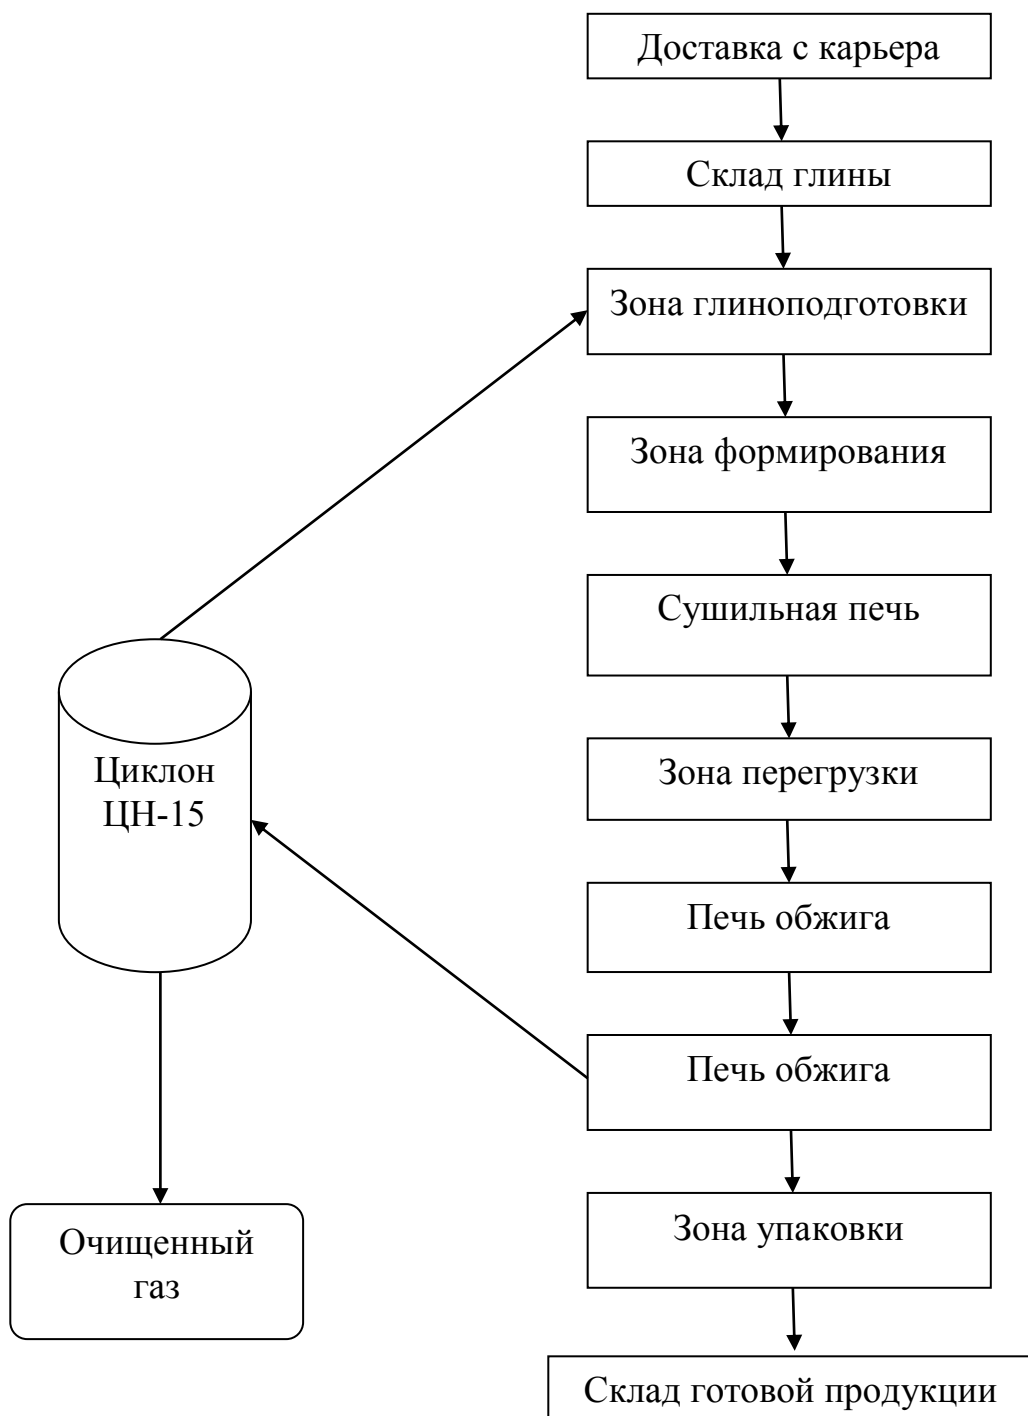 Доставка с карьера
Склад глины
Зона глиноподготовки
Зона формирования
Сушильная печь
Циклон
ЦН-15
Зона перегрузки
Печь обжига
Печь обжига
Зона упаковки
Очищенный
газ
Склад готовой продукции